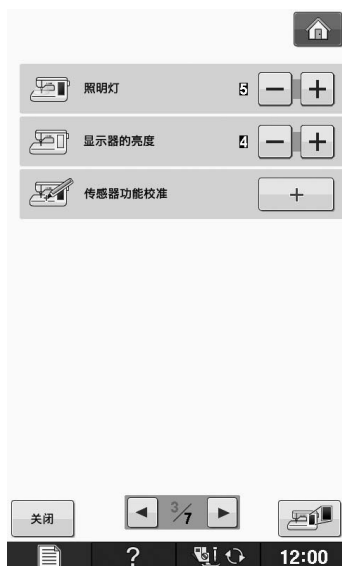 照明灯 5 − +
显示器的亮度 4 − +
传感器功能校准 +
关闭 3/7
? 12:00